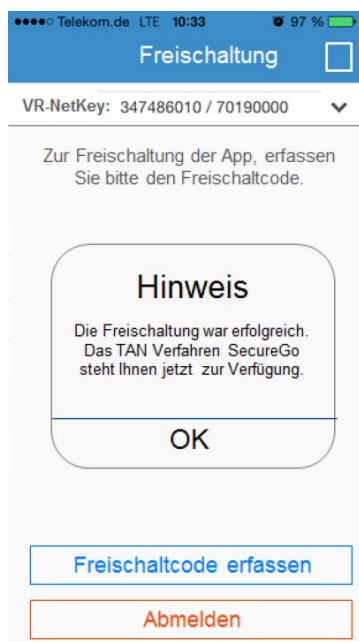 Telekom.de LTE 10:33 97 %
Freischaltung
VR-NetKey: 347486010 / 70190000
Zur Freischaltung der App, erfassen
Sie bitte den Freischaltcode.
Hinweis
Die Freischaltung war erfolgreich.
Das TAN Verfahren SecureGo
steht Ihnen jetzt zur Verfügung.
OK
Freischaltcode erfassen
Abmelden